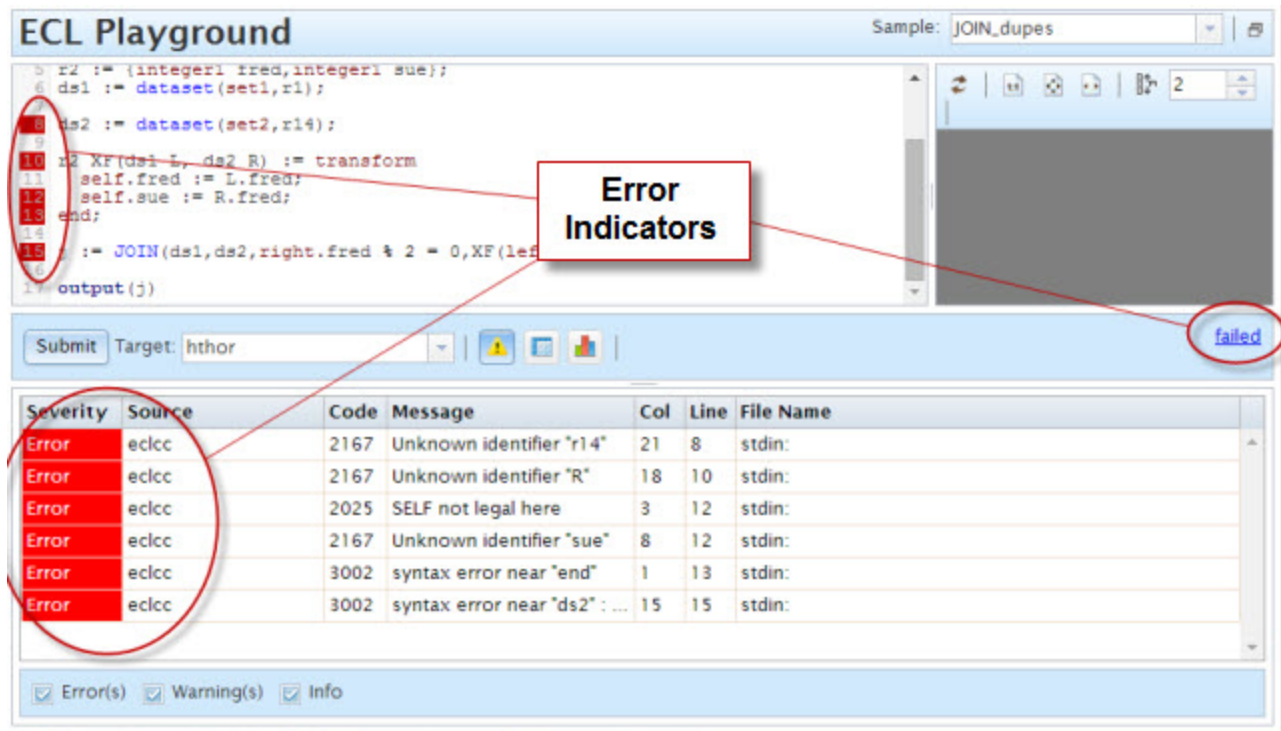 ECL Playground
Sample: JOIN_dupes
5 r2 := {integer1 fred,integer1 sue};
6 ds1 := dataset(set1,r1);
7
8 ds2 := dataset(set2,r14);
9
10 r2 XF(ds1 L, ds2 R) := transform
11 self.fred := L.fred;
12 self.sue := R.fred;
13 end;
14
15 := JOIN(ds1,ds2,right.fred % 2 = 0,XF(lef
16
17 output(j)
2
Error
Indicators
Submit Target: hthor
failed
Severity Source Code Message Col Line File Name
Error eclcc 2167 Unknown identifier "r14" 21 8 stdin:
Error eclcc 2167 Unknown identifier "R" 18 10 stdin:
Error eclcc 2025 SELF not legal here 3 12 stdin:
Error eclcc 2167 Unknown identifier "sue" 8 12 stdin:
Error eclcc 3002 syntax error near "end" 1 13 stdin:
Error eclcc 3002 syntax error near "ds2" : ... 15 15 stdin:
Error(s) Warning(s) Info